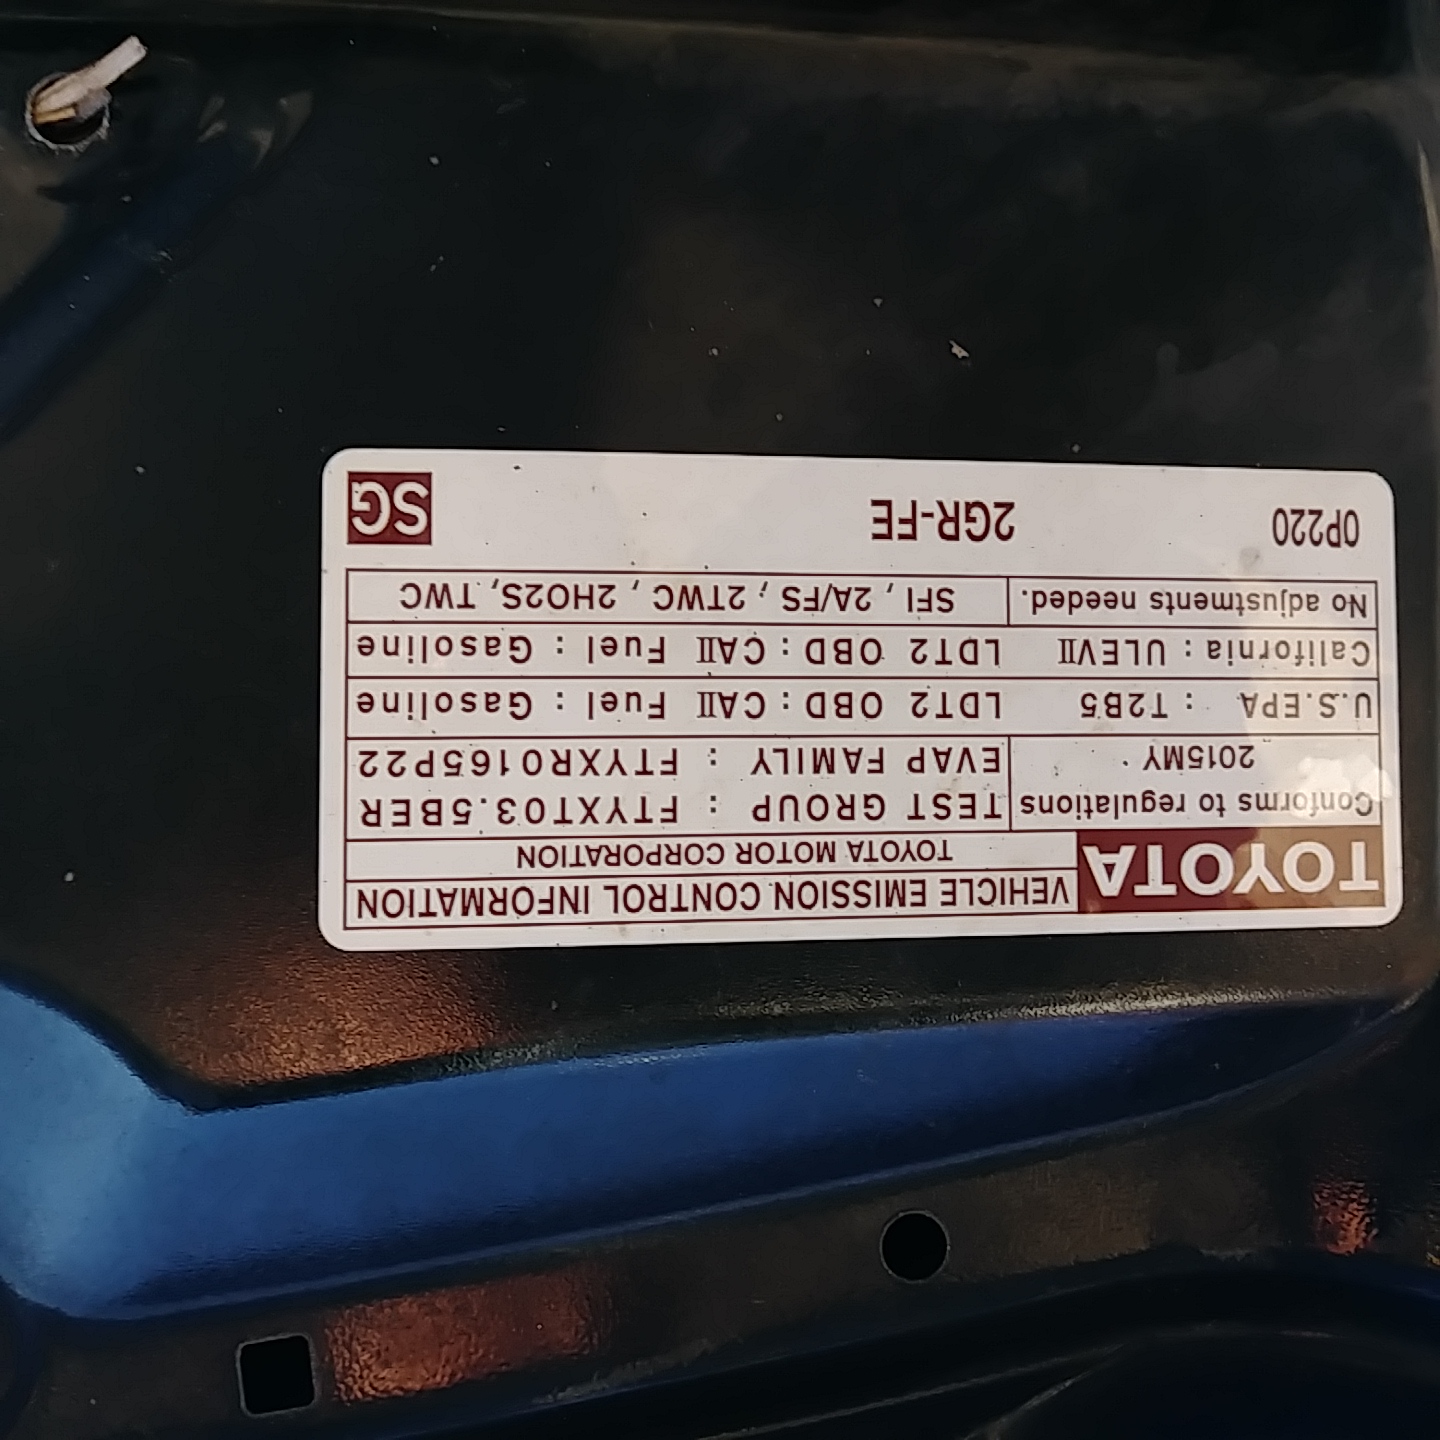 TOYOTA VEHICLE EMISSION CONTROL INFORMATION
TOYOTA MOTOR CORPORATION
Conforms to regulations TEST GROUP : FTYXT03.5BER
2015MY EVAP FAMILY : FTYXR0165P22
U.S.EPA : T2B5 LDT2 OBD : CAII Fuel : Gasoline
California : ULEVII LDT2 OBD : CAII Fuel : Gasoline
No adjustments needed. SFI , 2A/FS , 2TWC , 2HO2S, TWC
0P220 2GR-FE SG